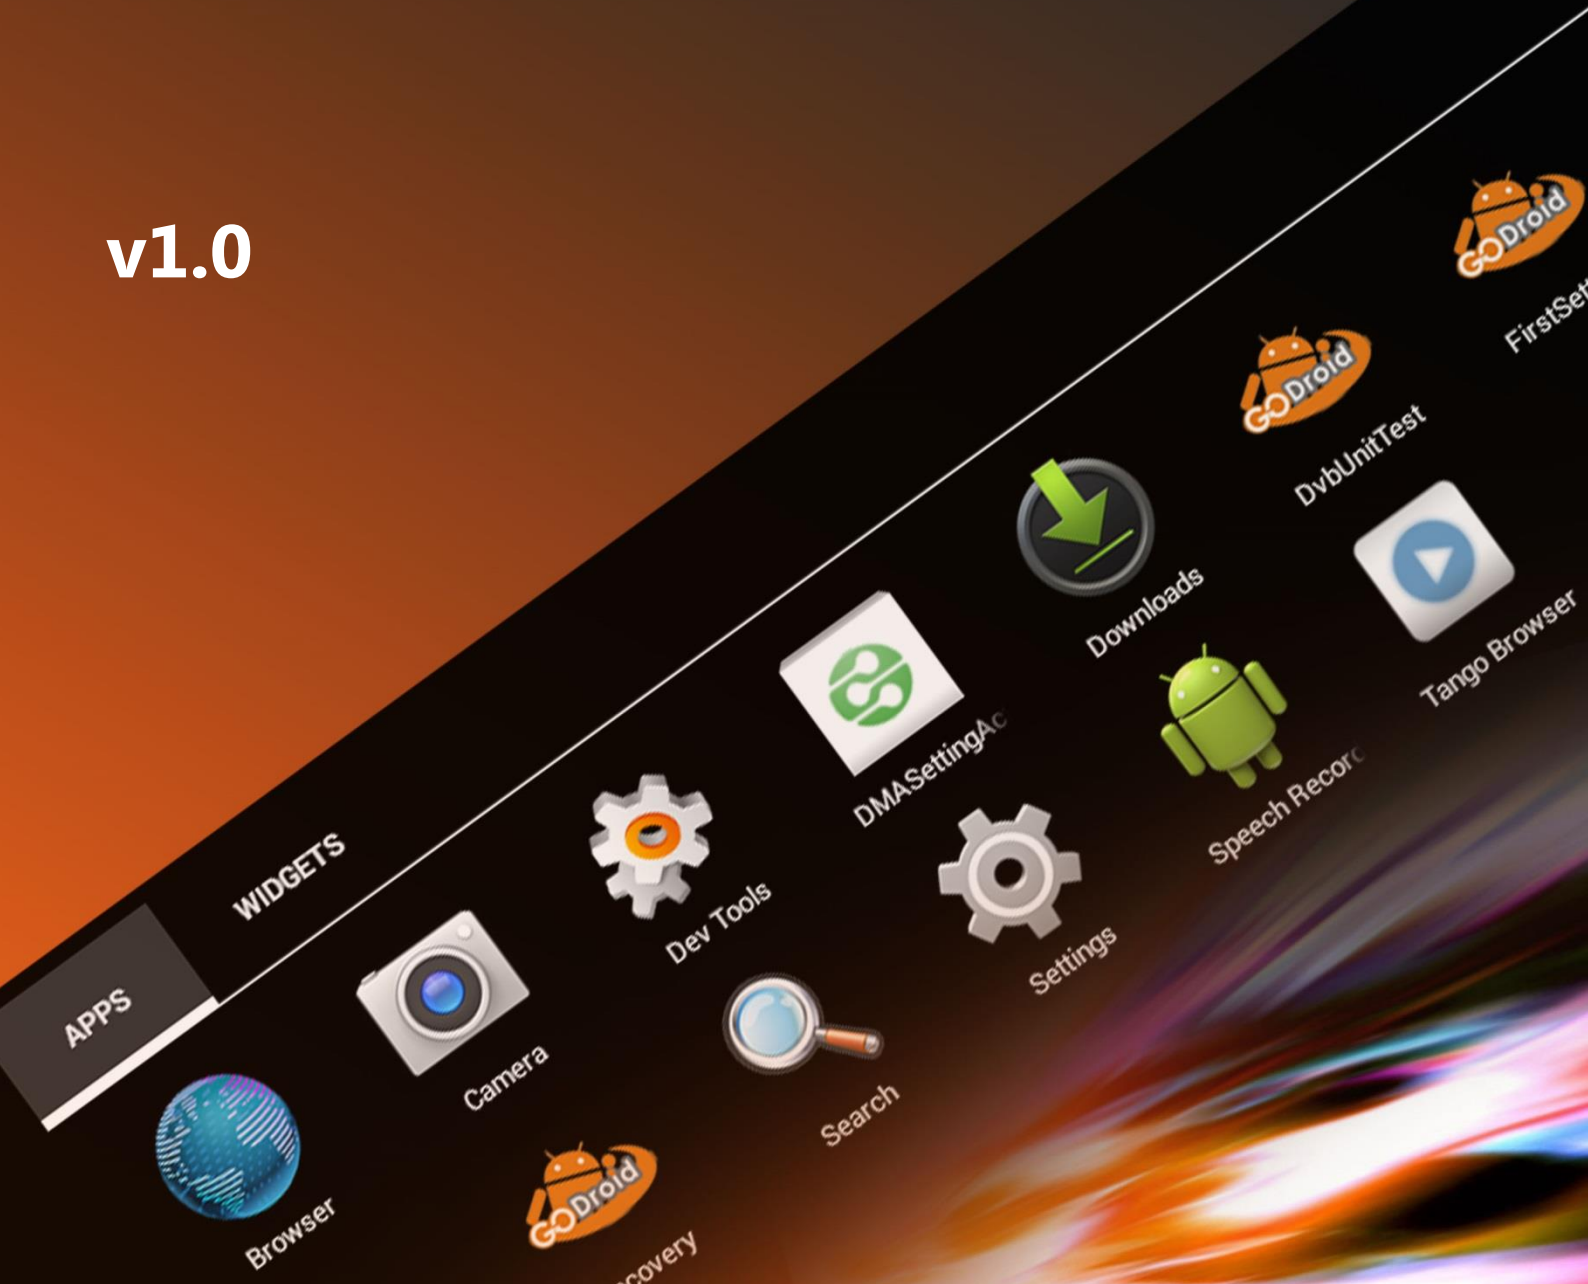 v1.0
APPS
WIDGETS
Browser
Camera
Dev Tools
DMASettingAc
Downloads
GODroid
DvbUnitTest
GODroid
FirstSet
GODroid
covery
Search
Settings
Speech Recorc
Tango Browser